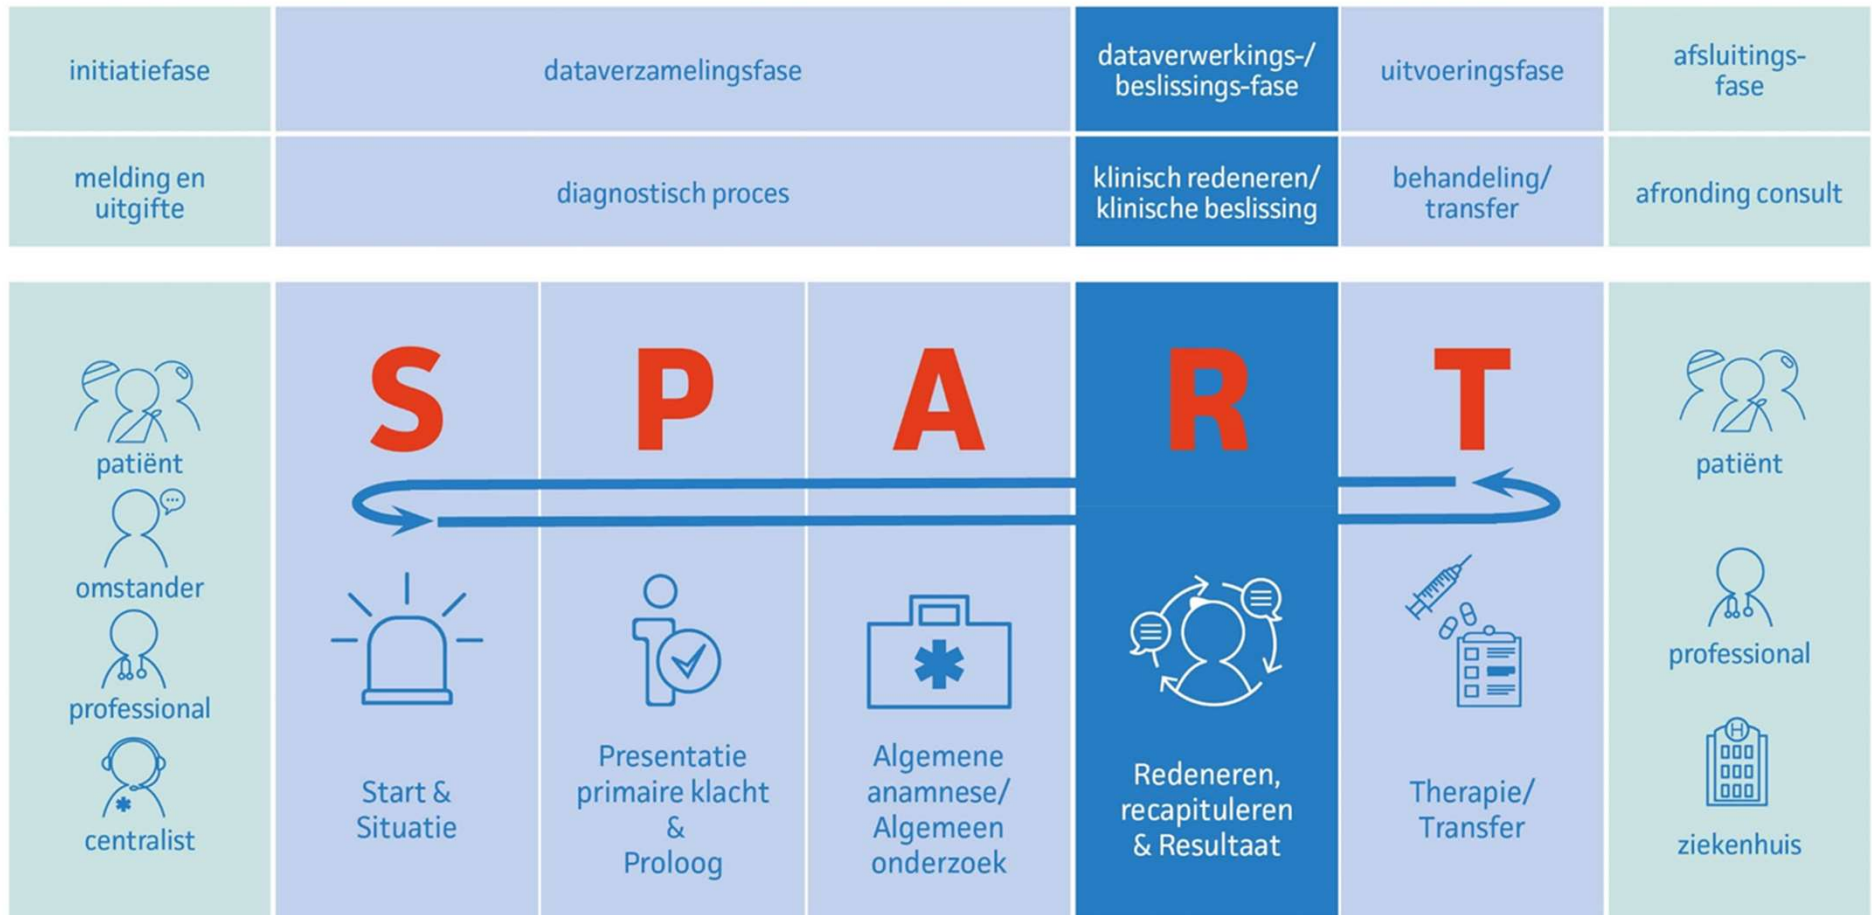 initiatiefase
dataverzamelingsfase
dataverwerkings-/
beslissings-fase
uitvoeringsfase
afsluitings-
fase
melding en
uitgifte
diagnostisch proces
klinisch redeneren/
klinische beslissing
behandeling/
transfer
afronding consult
patiënt
omstander
professional
centralist
S
Start &
Situatie
P
Presentatie
primaire klacht
&
Proloog
A
Algemene
anamnese/
Algemeen
onderzoek
R
Redeneren,
recapituleren
& Resultaat
T
Therapie/
Transfer
patiënt
professional
H
ziekenhuis